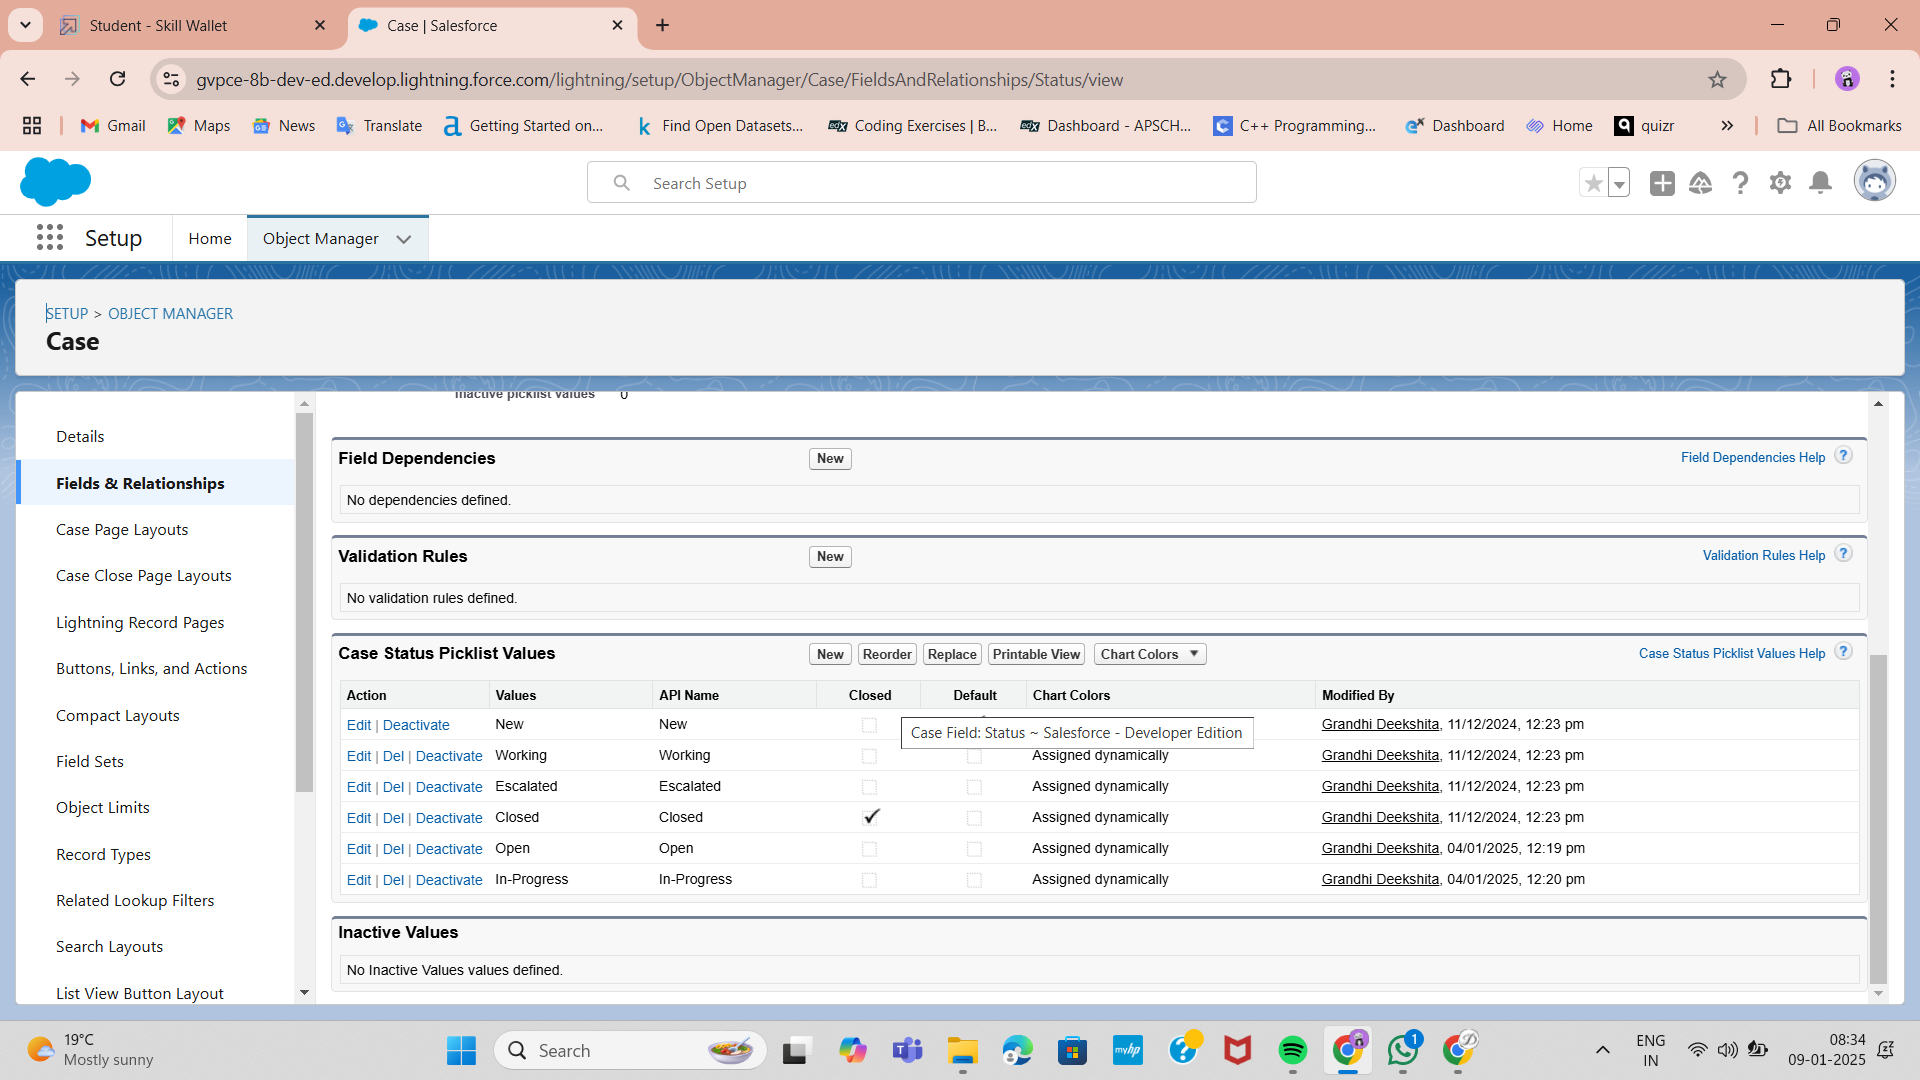 Student - Skill Wallet
Case | Salesforce
gvpce-8b-dev-ed.develop.lightning.force.com/lightning/setup/ObjectManager/Case/FieldsAndRelationships/Status/view
Gmail Maps News Translate Getting Started on... Find Open Datasets... Coding Exercises | B... Dashboard - APSCH... C++ Programming... Dashboard Home quizr » All Bookmarks
Search Setup
Setup Home Object Manager
SETUP > OBJECT MANAGER
Case
Details
Fields & Relationships
Case Page Layouts
Case Close Page Layouts
Lightning Record Pages
Buttons, Links, and Actions
Compact Layouts
Field Sets
Object Limits
Record Types
Related Lookup Filters
Search Layouts
List View Button Layout
Inactive picklist values 0
Field Dependencies New Field Dependencies Help ?
No dependencies defined.
Validation Rules New Validation Rules Help ?
No validation rules defined.
Case Status Picklist Values New Reorder Replace Printable View Chart Colors Case Status Picklist Values Help ?
Action Values API Name Closed Default Chart Colors Modified By
Edit | Deactivate New New Grandhi Deekshita, 11/12/2024, 12:23 pm
Case Field: Status ~ Salesforce - Developer Edition
Edit | Del | Deactivate Working Working Assigned dynamically Grandhi Deekshita, 11/12/2024, 12:23 pm
Edit | Del | Deactivate Escalated Escalated Assigned dynamically Grandhi Deekshita, 11/12/2024, 12:23 pm
Edit | Del | Deactivate Closed Closed Assigned dynamically Grandhi Deekshita, 11/12/2024, 12:23 pm
Edit | Del | Deactivate Open Open Assigned dynamically Grandhi Deekshita, 04/01/2025, 12:19 pm
Edit | Del | Deactivate In-Progress In-Progress Assigned dynamically Grandhi Deekshita, 04/01/2025, 12:20 pm
Inactive Values
No Inactive Values values defined.
19°C
Mostly sunny
Search
myhp
1
ENG
IN
08:34
09-01-2025